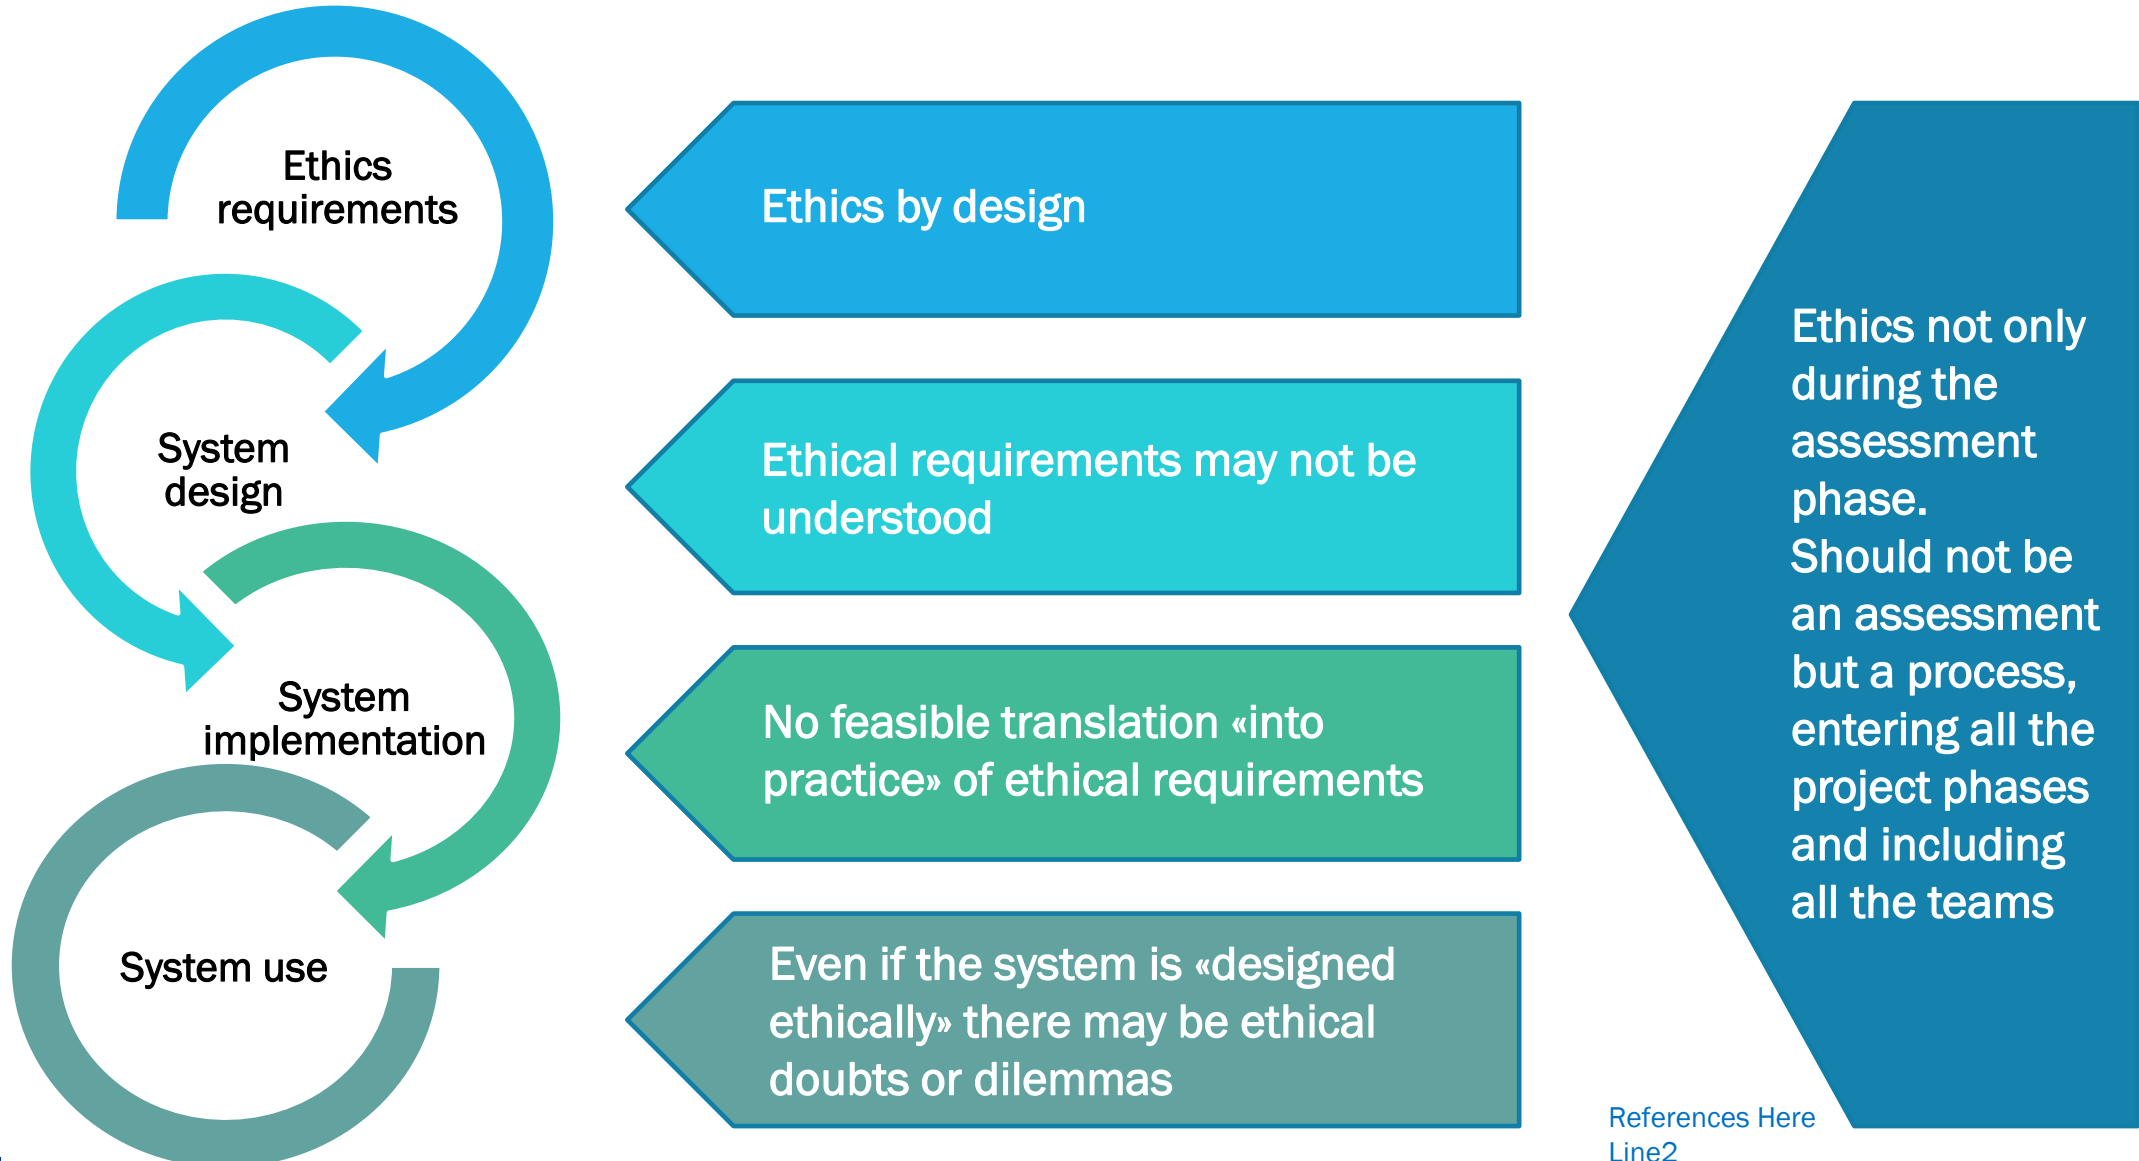 Ethics
requirements
System
design
System
implementation
System use
Ethics by design
Ethical requirements may not be
understood
No feasible translation «into
practice» of ethical requirements
Even if the system is «designed
ethically» there may be ethical
doubts or dilemmas
Ethics not only
during the
assessment
phase.
Should not be
an assessment
but a process,
entering all the
project phases
and including
all the teams
References Here
Line2